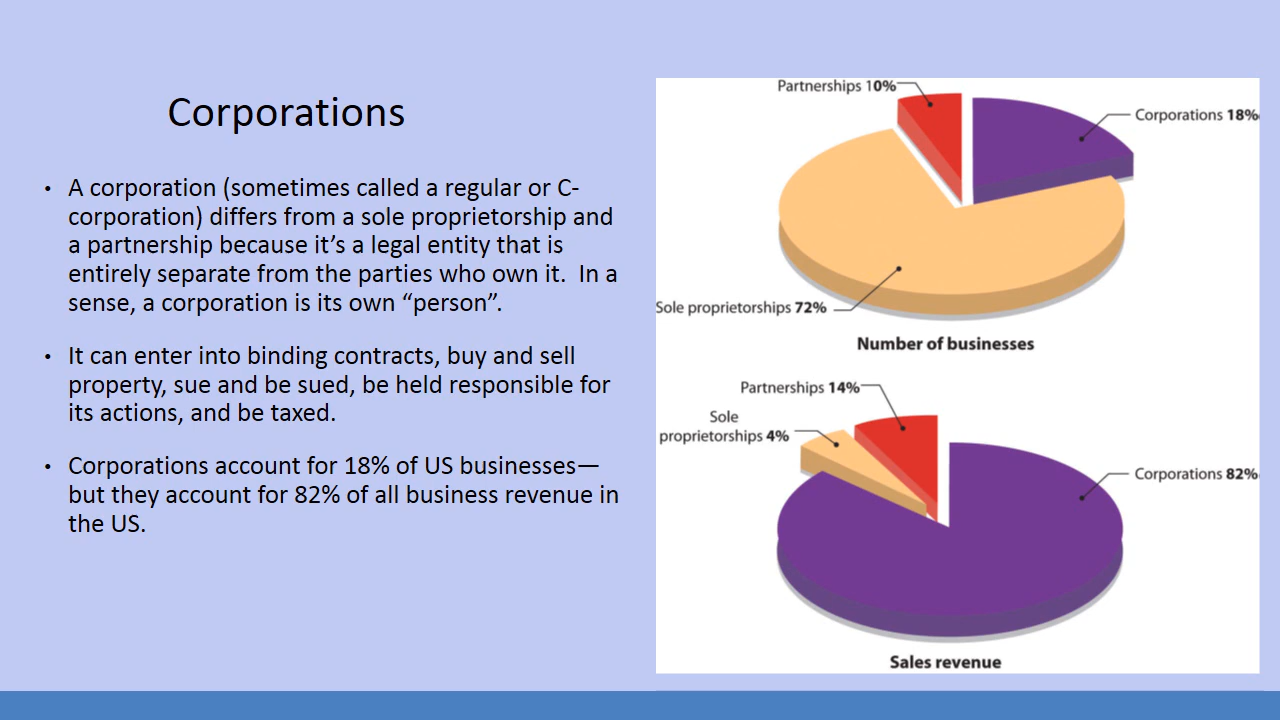 Corporations
• A corporation (sometimes called a regular or C-
corporation) differs from a sole proprietorship and
a partnership because it’s a legal entity that is
entirely separate from the parties who own it.  In a
sense, a corporation is its own “person”.
• It can enter into binding contracts, buy and sell
property, sue and be sued, be held responsible for
its actions, and be taxed.
• Corporations account for 18% of US businesses—
but they account for 82% of all business revenue in
the US.
Partnerships 10%
Corporations 18%
Sole proprietorships 72%
Number of businesses
Partnerships 14%
Sole
proprietorships 4%
Corporations 82%
Sales revenue